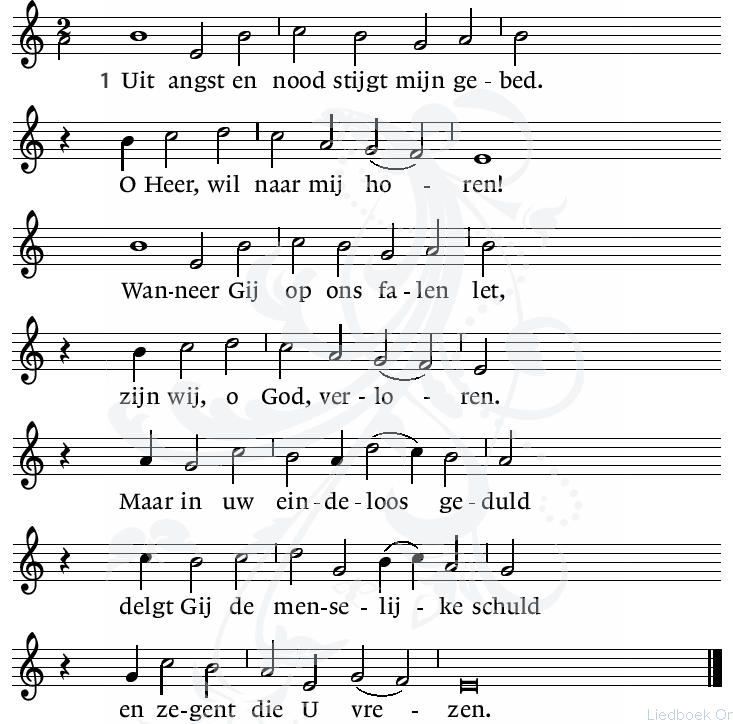 2
1 Uit angst en nood stijgt mijn ge - bed.
O Heer, wil naar mij ho - ren!
Wan-neer Gij op ons fa - len let,
zijn wij, o God, ver - lo - ren.
Maar in uw ein - de - loos ge - duld
delgt Gij de men-se - lij - ke schuld
en ze-gent die U vre - zen.
Liedboek Or